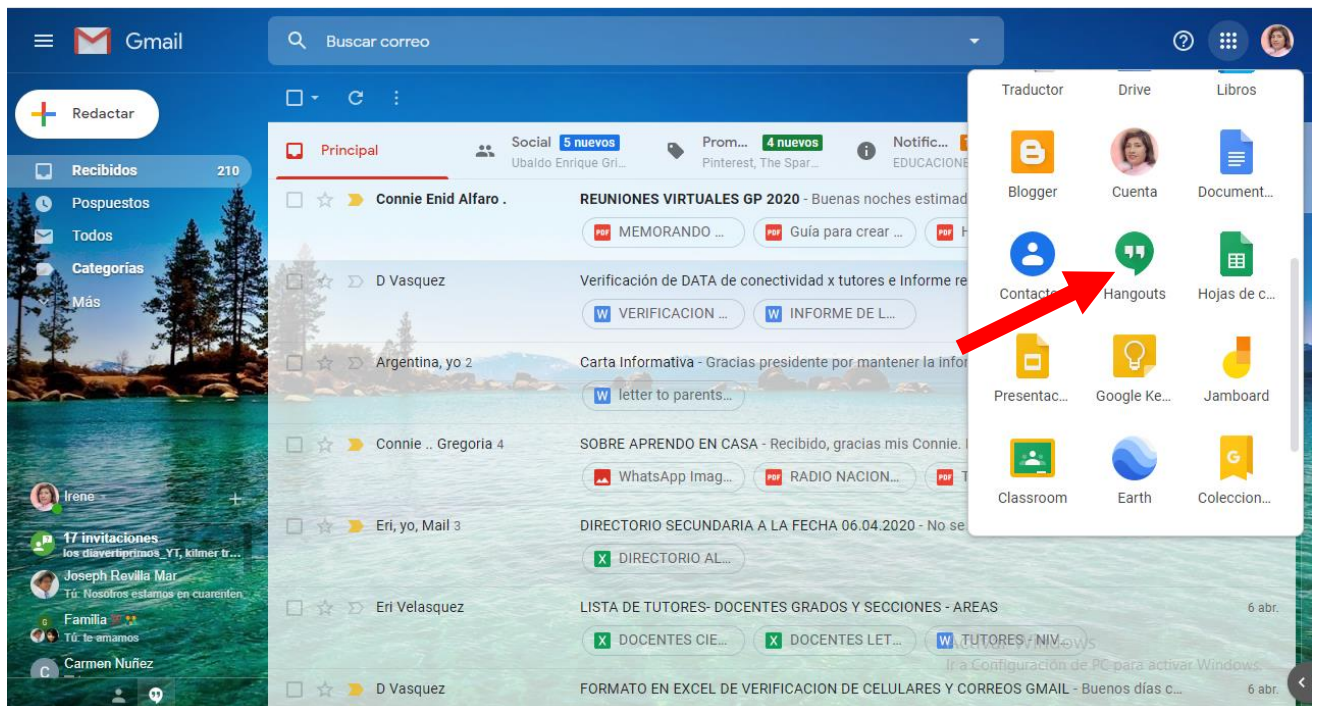 Gmail
Buscar correo
Redactar
Recibidos 210
Pospuestos
Todos
Categorías
Más
Irene
17 invitaciones
los diavertiprimos_YT, kilmer tr...
Joseph Revilla Mar
Tú: Nosotros estamos en cuarenten
Familia
Tú: te amamos
C Carmen Nuñez
Principal
Social 5 nuevos
Ubaldo Enrique Gri...
Prom... 4 nuevos
Pinterest, The Spar...
Notific...
EDUCACIONE
Connie Enid Alfaro . REUNIONES VIRTUALES GP 2020 - Buenas noches estimad
PDF MEMORANDO ... PDF Guía para crear ... PDF H
D Vasquez Verificación de DATA de conectividad x tutores e Informe re
W VERIFICACION ... W INFORME DE L...
Argentina, yo 2 Carta Informativa - Gracias presidente por mantener la infor
W letter to parents...
Connie .. Gregoria 4 SOBRE APRENDO EN CASA - Recibido, gracias mis Connie.
WhatsApp Imag... PDF RADIO NACION... PDF T
Eri, yo, Mail 3 DIRECTORIO SECUNDARIA A LA FECHA 06.04.2020 - No se
X DIRECTORIO AL...
Eri Velasquez LISTA DE TUTORES- DOCENTES GRADOS Y SECCIONES - AREAS 6 abr.
X DOCENTES CIE... X DOCENTES LET... W TUTORES - NIV...
Activar Windows
Ir a Configuración de PC para activar Windows.
D Vasquez FORMATO EN EXCEL DE VERIFICACION DE CELULARES Y CORREOS GMAIL - Buenos días c... 6 abr.
Traductor Drive Libros
Blogger Cuenta Document...
Contactos Hangouts Hojas de c...
Presentac... Google Ke... Jamboard
G
Classroom Earth Coleccion...